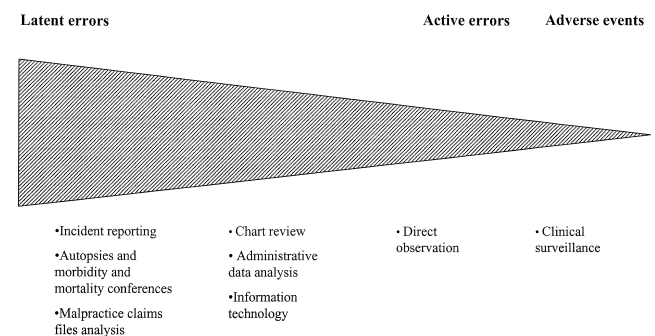 Latent errors
Active errors
Adverse events
•Incident reporting
•Autopsies and
morbidity and
mortality conferences
•Malpractice claims
files analysis
• Chart review
• Administrative
data analysis
•Information
technology
• Direct
observation
• Clinical
surveillance